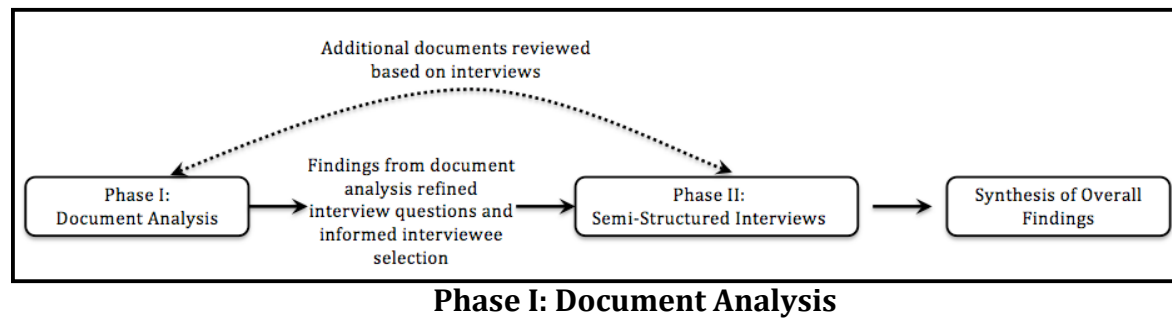 Additional documents reviewed
based on interviews
Phase I:
Document Analysis
Findings from document
analysis refined
interview questions and
informed interviewee
selection
Phase II:
Semi-Structured Interviews
Synthesis of Overall
Findings
Phase I: Document Analysis